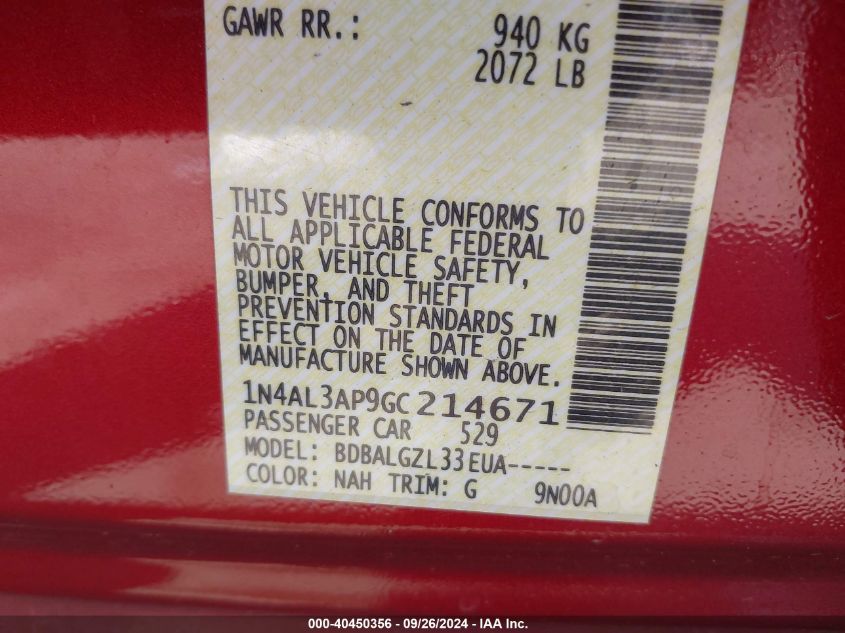 GAWR RR.: 940 KG
2072 LB
THIS VEHICLE CONFORMS TO
ALL APPLICABLE FEDERAL
MOTOR VEHICLE SAFETY,
BUMPER, AND THEFT
PREVENTION STANDARDS IN
EFFECT ON THE DATE OF
MANUFACTURE SHOWN ABOVE.
1N4AL3AP9GC214671
PASSENGER CAR 529
MODEL: BDBALGZL33EUA-----
COLOR: NAH TRIM: G 9N00A
000-40450356 - 09/26/2024 - IAA Inc.